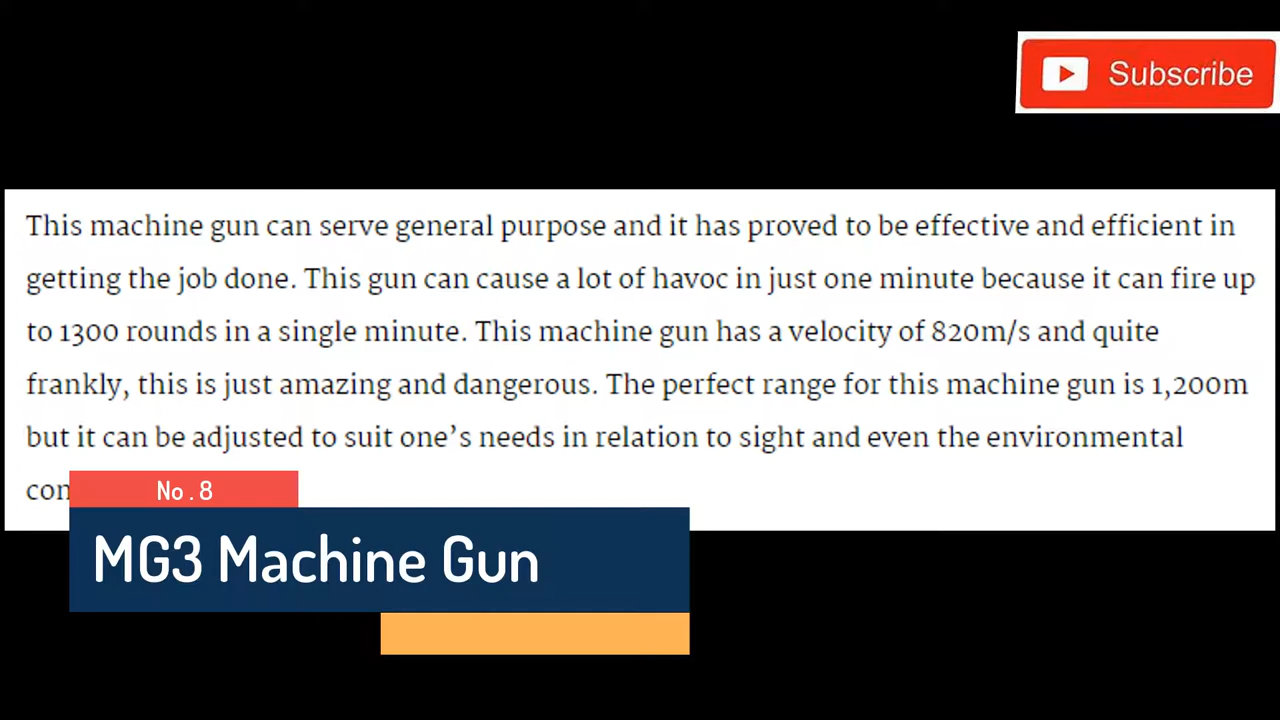 Subscribe
This machine gun can serve general purpose and it has proved to be effective and efficient in
getting the job done. This gun can cause a lot of havoc in just one minute because it can fire up
to 1300 rounds in a single minute. This machine gun has a velocity of 820m/s and quite
frankly, this is just amazing and dangerous. The perfect range for this machine gun is 1,200m
but it can be adjusted to suit one’s needs in relation to sight and even the environmental
No.8
MG3 Machine Gun